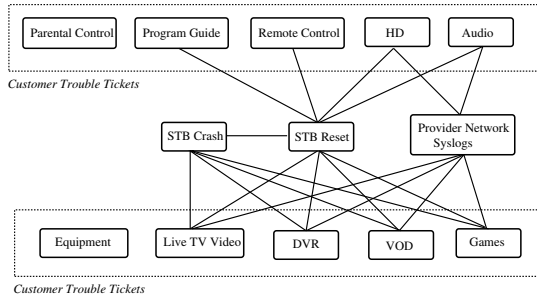 Parental Control
Program Guide
Remote Control
HD
Audio
Customer Trouble Tickets
STB Crash
STB Reset
Provider Network
Syslogs
Equipment
Live TV Video
DVR
VOD
Games
Customer Trouble Tickets